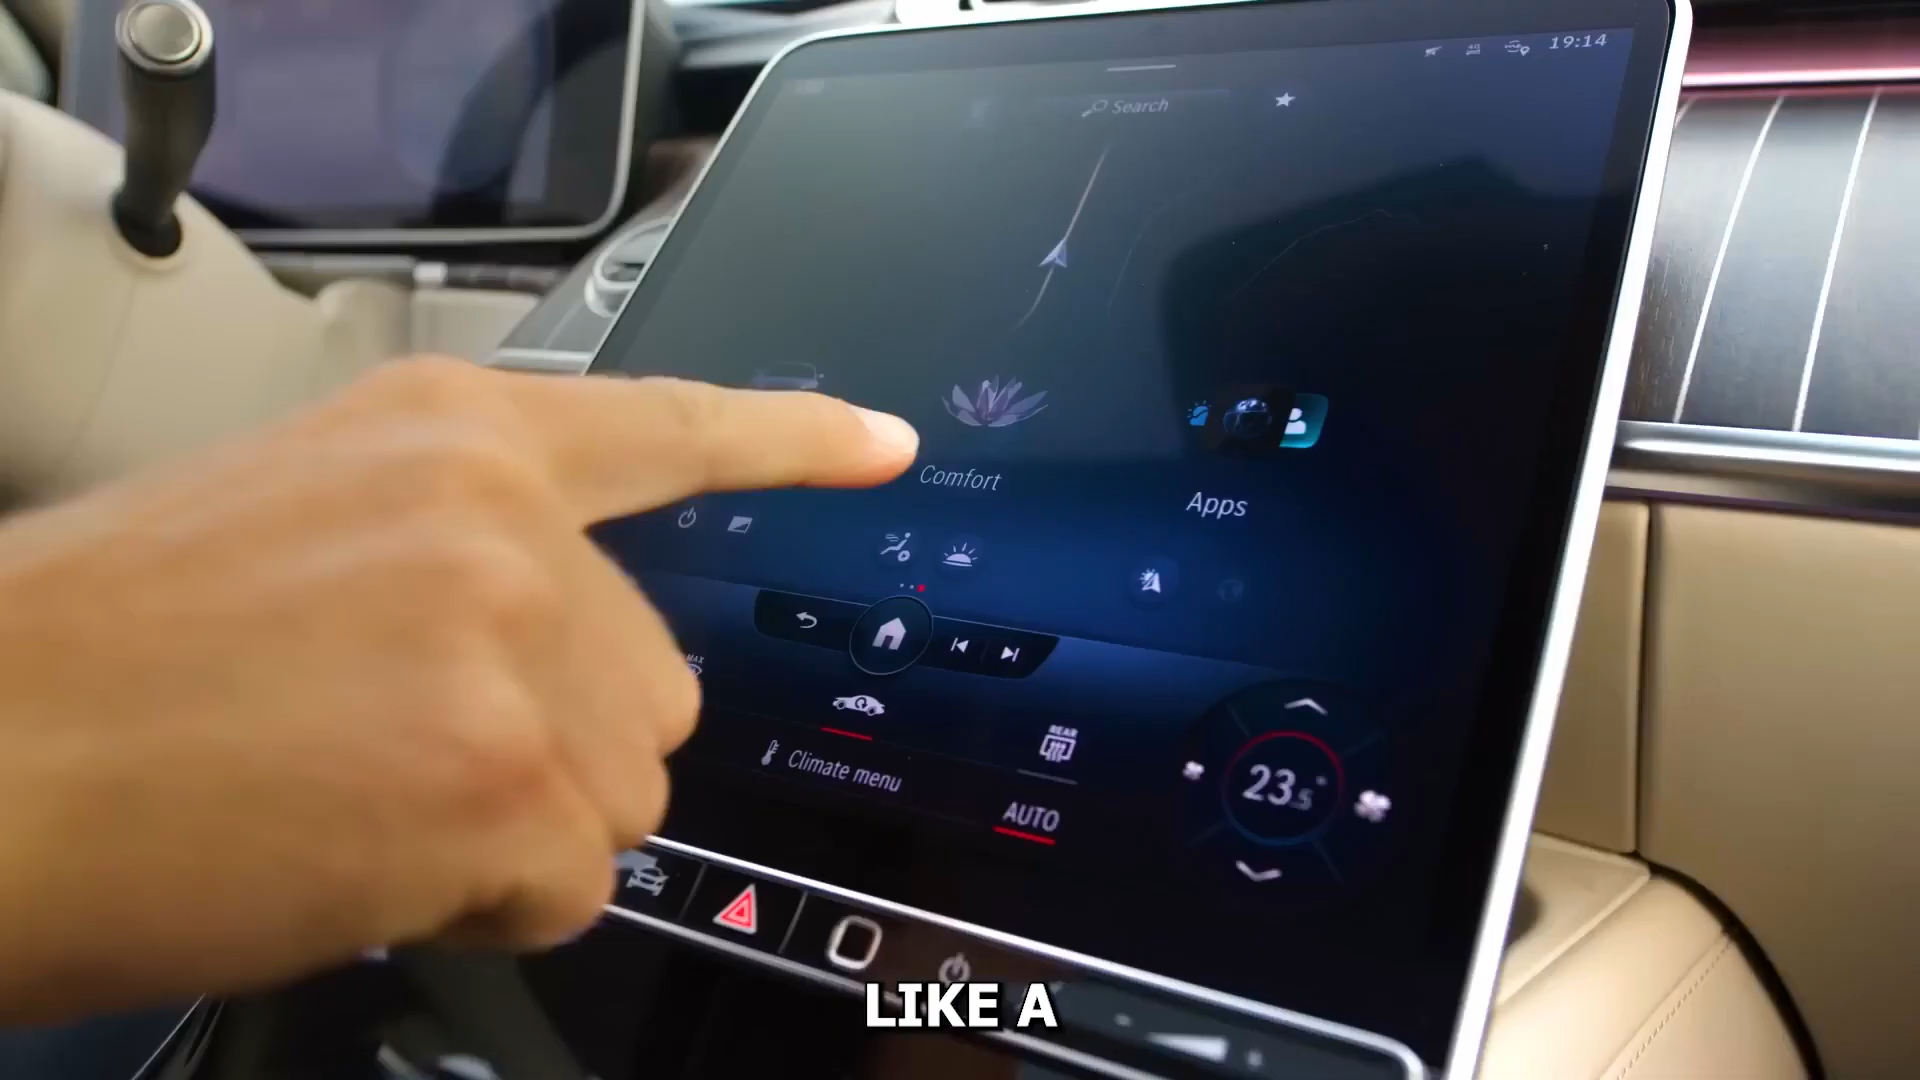 19:14
Search
Comfort
Apps
MAX
REAR
Climate menu
AUTO
23.5°
LIKE A